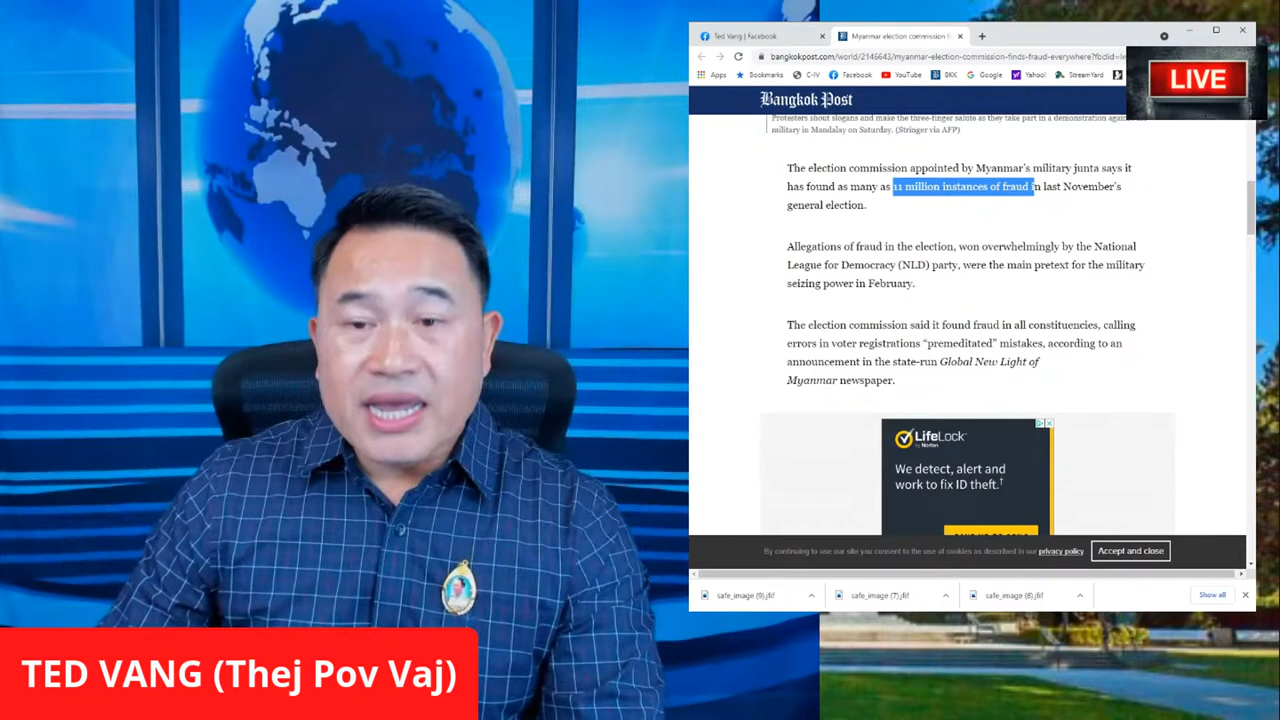 Ted Vang | Facebook
Myanmar election commission f
bangkokpost.com/world/2146643/myanmar-election-commission-finds-fraud-everywhere?fbclid=
Apps
Bookmarks
C-IV
Facebook
YouTube
BKK
Google
Yahoo!
StreamYard
LIVE
Bangkok Post
Protesters shout slogans and make the three-finger salute as they take part in a demonstration
military in Mandalay on Saturday. (Stringer via AFP)
The election commission appointed by Myanmar's military junta says it
has found as many as 11 million instances of fraud in last November's
general election.
Allegations of fraud in the election, won overwhelmingly by the National
League for Democracy (NLD) party, were the main pretext for the military
seizing power in February.
The election commission said it found fraud in all constituencies, calling
errors in voter registrations “premeditated” mistakes, according to an
announcement in the state-run Global New Light of
Myanmar newspaper.
LifeLock
by Norton
We detect, alert and
work to fix ID theft.†
By continuing to use our site you consent to the use of cookies as described in our privacy policy
Accept and close
safe_image (9).jfif
safe_image (7).jfif
safe_image (6).jfif
Show all
TED VANG (Thej Pov Vaj)